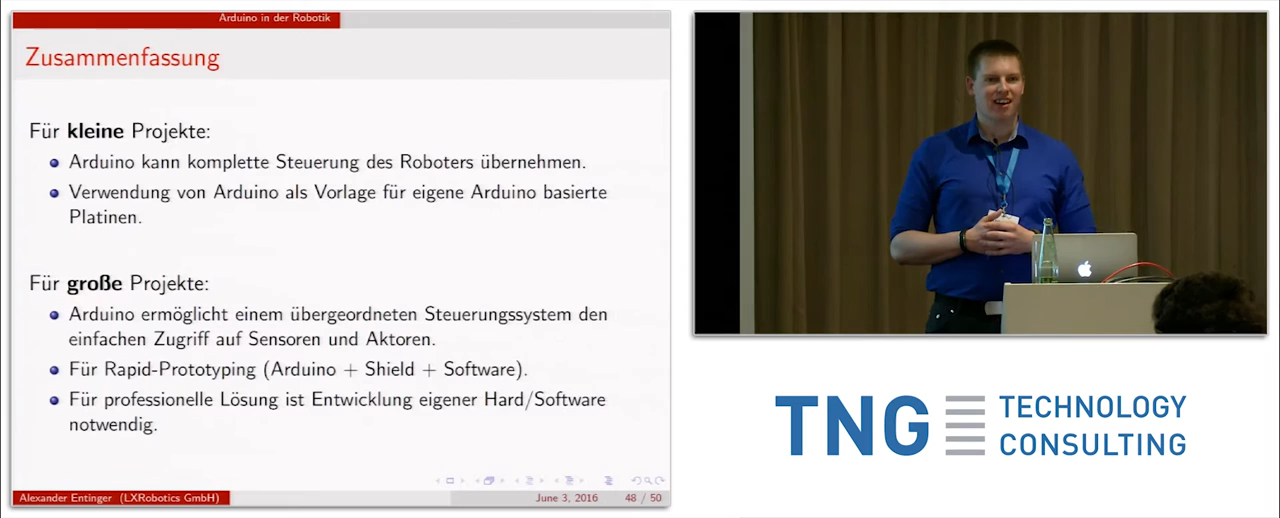 Arduino in der Robotik
Zusammenfassung
Für kleine Projekte:
Arduino kann komplette Steuerung des Roboters übernehmen.
Verwendung von Arduino als Vorlage für eigene Arduino basierte
Platinen.
Für große Projekte:
Arduino ermöglicht einem übergeordneten Steuerungssystem den
einfachen Zugriff auf Sensoren und Aktoren.
Für Rapid-Prototyping (Arduino + Shield + Software).
Für professionelle Lösung ist Entwicklung eigener Hard/Software
notwendig.
Alexander Entinger (LXRobotics GmbH)
June 3, 2016
48 / 50
TNG
TECHNOLOGY
CONSULTING